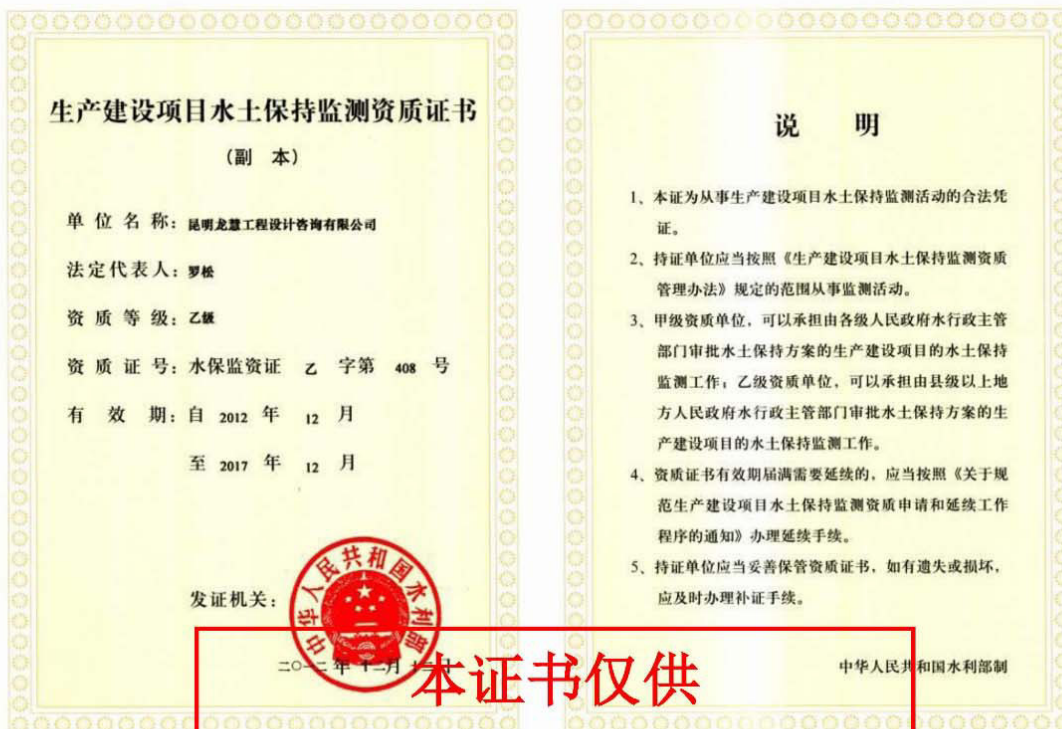 生产建设项目水土保持监测资质证书
（副 本）
单位名称：昆明龙慧工程设计咨询有限公司
法定代表人：罗松
资质等级：乙级
资质证号：水保监资证 乙 字第 408 号
有 效 期：自 2012 年 12 月
至 2017 年 12 月
发证机关：
中华人民共和国水利部
二〇一二年十二月十二日
说 明
1、本证为从事生产建设项目水土保持监测活动的合法凭
证。
2、持证单位应当按照《生产建设项目水土保持监测资质
管理办法》规定的范围从事监测活动。
3、甲级资质单位，可以承担由各级人民政府水行政主管
部门审批水土保持方案的生产建设项目的水土保持
监测工作；乙级资质单位，可以承担由县级以上地
方人民政府水行政主管部门审批水土保持方案的生
产建设项目的水土保持监测工作。
4、资质证书有效期届满需要延续的，应当按照《关于规
范生产建设项目水土保持监测资质申请和延续工作
程序的通知》办理延续手续。
5、持证单位应当妥善保管资质证书，如有遗失或损坏，
应及时办理补证手续。
中华人民共和国水利部制
本证书仅供